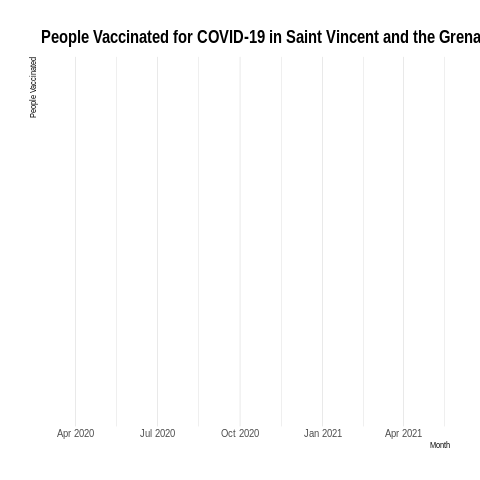 People Vaccinated for COVID-19 in Saint Vincent and the Grena
People Vaccinated
Apr 2020 Jul 2020 Oct 2020 Jan 2021 Apr 2021
Month